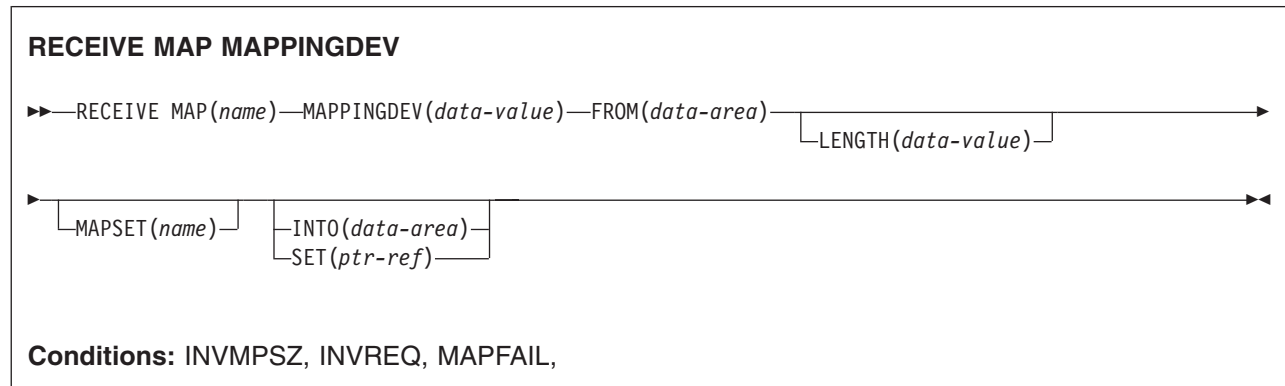 RECEIVE MAP MAPPINGDEV
RECEIVE MAP(name) MAPPINGDEV(data-value) FROM(data-area)
LENGTH(data-value)
MAPSET(name) INTO(data-area)
SET(ptr-ref)
Conditions: INVMPSZ, INVREQ, MAPFAIL,